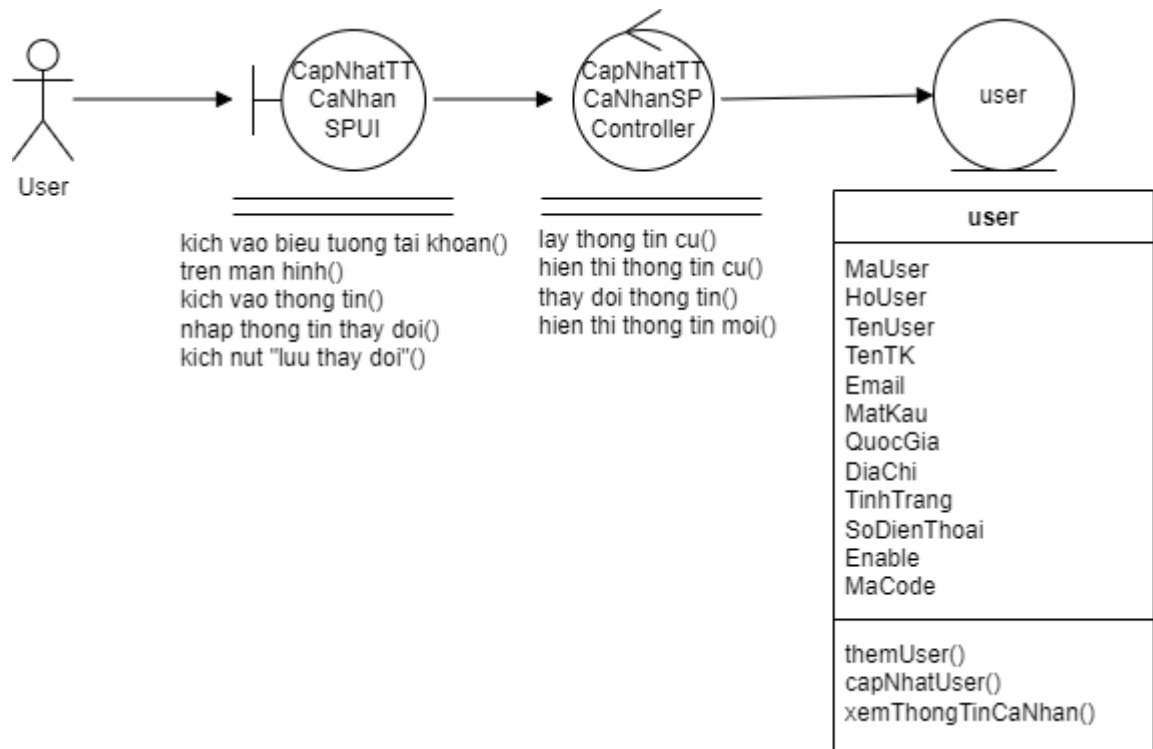 User
CapNhatTT
CaNhan
SPUI
kich vao bieu tuong tai khoan()
tren man hinh()
kich vao thong tin()
nhap thong tin thay doi()
kich nut "luu thay doi"()
CapNhatTT
CaNhanSP
Controller
lay thong tin cu()
hien thi thong tin cu()
thay doi thong tin()
hien thi thong tin moi()
user
user
MaUser
HoUser
TenUser
TenTK
Email
MatKau
QuocGia
DiaChi
TinhTrang
SoDienThoai
Enable
MaCode
themUser()
capNhatUser()
xemThongTinCaNhan()